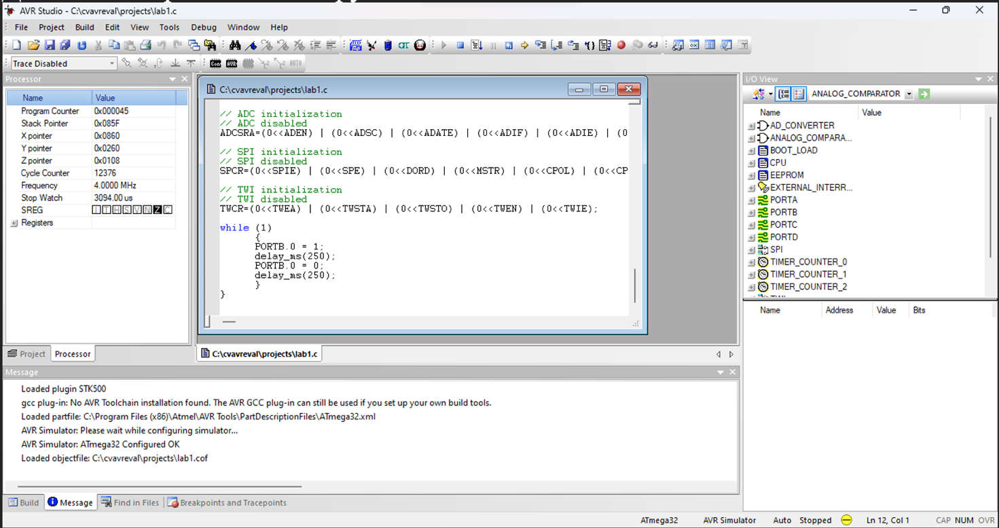 AVR Studio - C:\cvavreval\projects\lab1.c
File Project Build Edit View Tools Debug Window Help
Trace Disabled
AUTO
Processor
Name Value
Program Counter 0x000045
Stack Pointer 0x085F
X pointer 0x0860
Y pointer 0x0260
Z pointer 0x0108
Cycle Counter 12376
Frequency 4.0000 MHz
Stop Watch 3094.00 us
SREG I T H S V N Z C
Registers
Project Processor
C:\cvavreval\projects\lab1.c
// ADC initialization
// ADC disabled
ADCSRA=(0<<ADEN) | (0<<ADSC) | (0<<ADATE) | (0<<ADIF) | (0<<ADIE) | (0
// SPI initialization
// SPI disabled
SPCR=(0<<SPIE) | (0<<SPE) | (0<<DORD) | (0<<MSTR) | (0<<CPOL) | (0<<CP
// TWI initialization
// TWI disabled
TWCR=(0<<TWEA) | (0<<TWSTA) | (0<<TWSTO) | (0<<TWEN) | (0<<TWIE);
while (1)
{
PORTB.0 = 1;
delay_ms(250);
PORTB.0 = 0;
delay_ms(250);
}
}
C:\cvavreval\projects\lab1.c
I/O View
ANALOG_COMPARATOR
Name Value
AD_CONVERTER
ANALOG_COMPARA...
BOOT_LOAD
CPU
EEPROM
EXTERNAL_INTERR...
PORTA
PORTB
PORTC
PORTD
SPI
TIMER_COUNTER_0
TIMER_COUNTER_1
TIMER_COUNTER_2
Name Address Value Bits
Message
Loaded plugin STK500
gcc plug-in: No AVR Toolchain installation found. The AVR GCC plug-in can still be used if you set up your own build tools.
Loaded partfile: C:\Program Files (x86)\Atmel\AVR Tools\PartDescriptionFiles\ATmega32.xml
AVR Simulator: Please wait while configuring simulator...
AVR Simulator: ATmega32 Configured OK
Loaded objectfile: C:\cvavreval\projects\lab1.cof
Build Message Find in Files Breakpoints and Tracepoints
ATmega32 AVR Simulator Auto Stopped Ln 12, Col 1 CAP NUM OVR